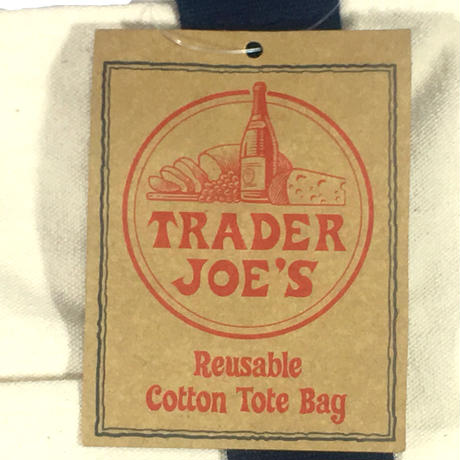 TRADER
JOE'S
Reusable
Cotton Tote Bag